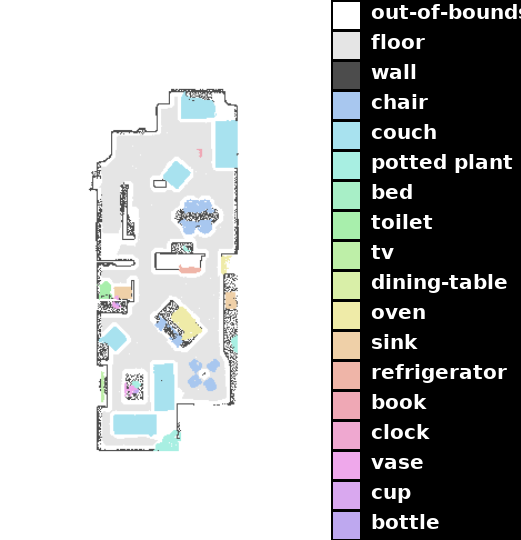 out-of-bounds
floor
wall
chair
couch
potted plant
bed
toilet
tv
dining-table
oven
sink
refrigerator
book
clock
vase
cup
bottle